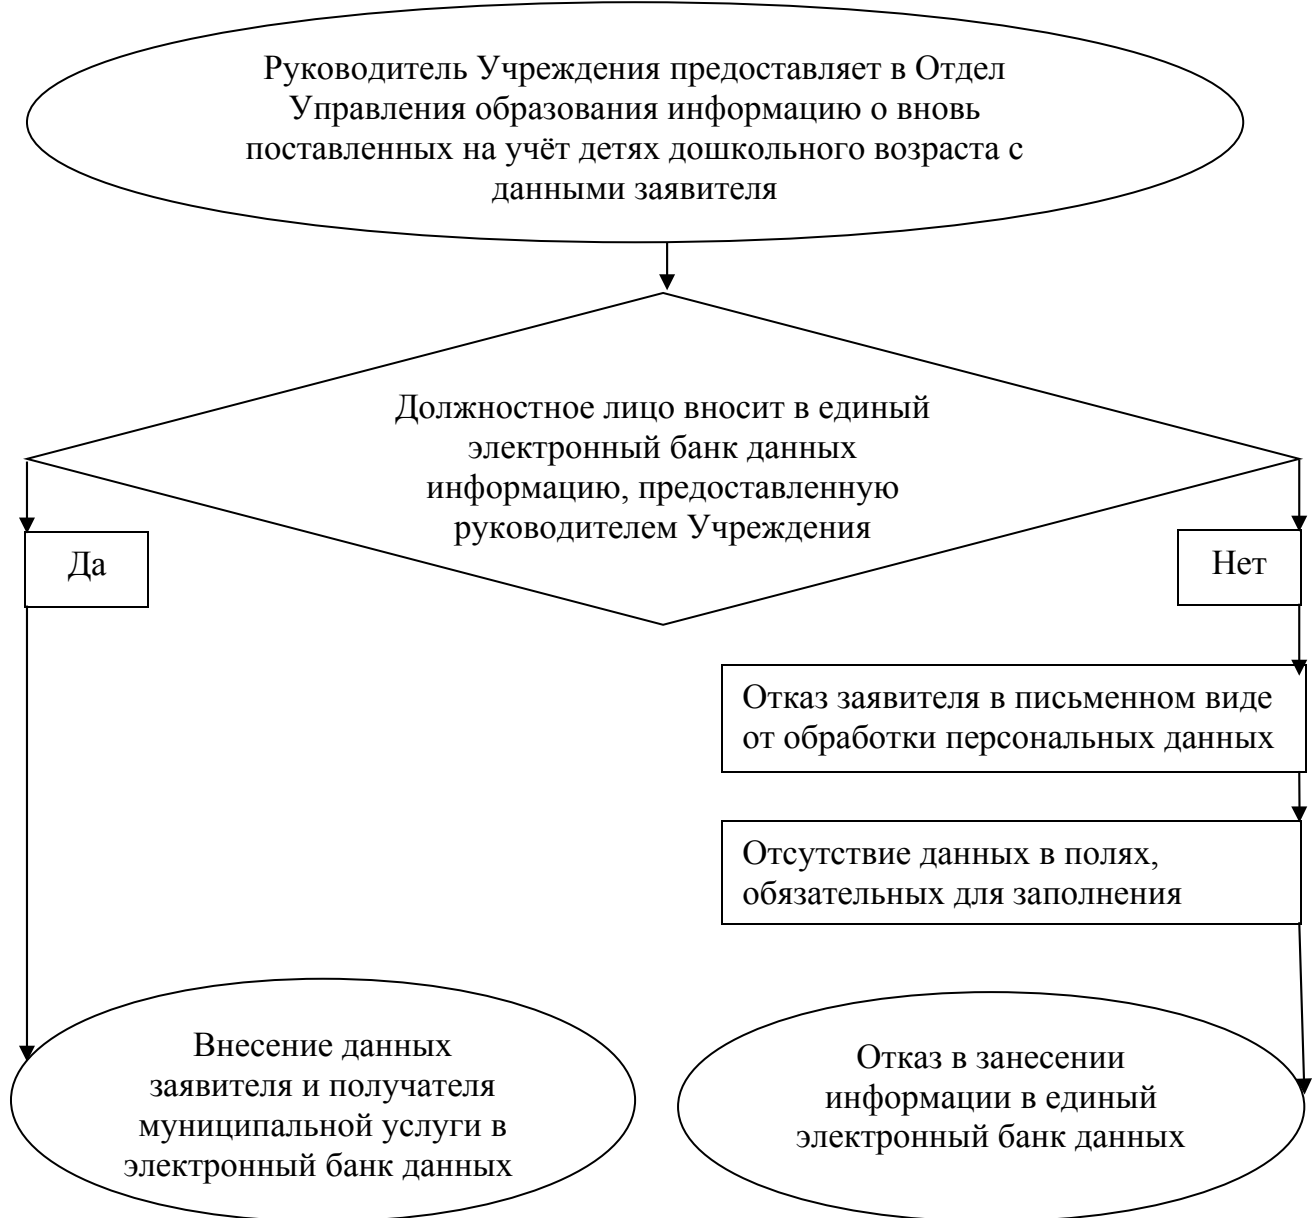 Руководитель Учреждения предоставляет в Отдел
Управления образования информацию о вновь
поставленных на учёт детях дошкольного возраста с
данными заявителя
Должностное лицо вносит в единый
электронный банк данных
информацию, предоставленную
руководителем Учреждения
Да
Нет
Отказ заявителя в письменном виде
от обработки персональных данных
Отсутствие данных в полях,
обязательных для заполнения
Внесение данных
заявителя и получателя
муниципальной услуги в
электронный банк данных
Отказ в занесении
информации в единый
электронный банк данных